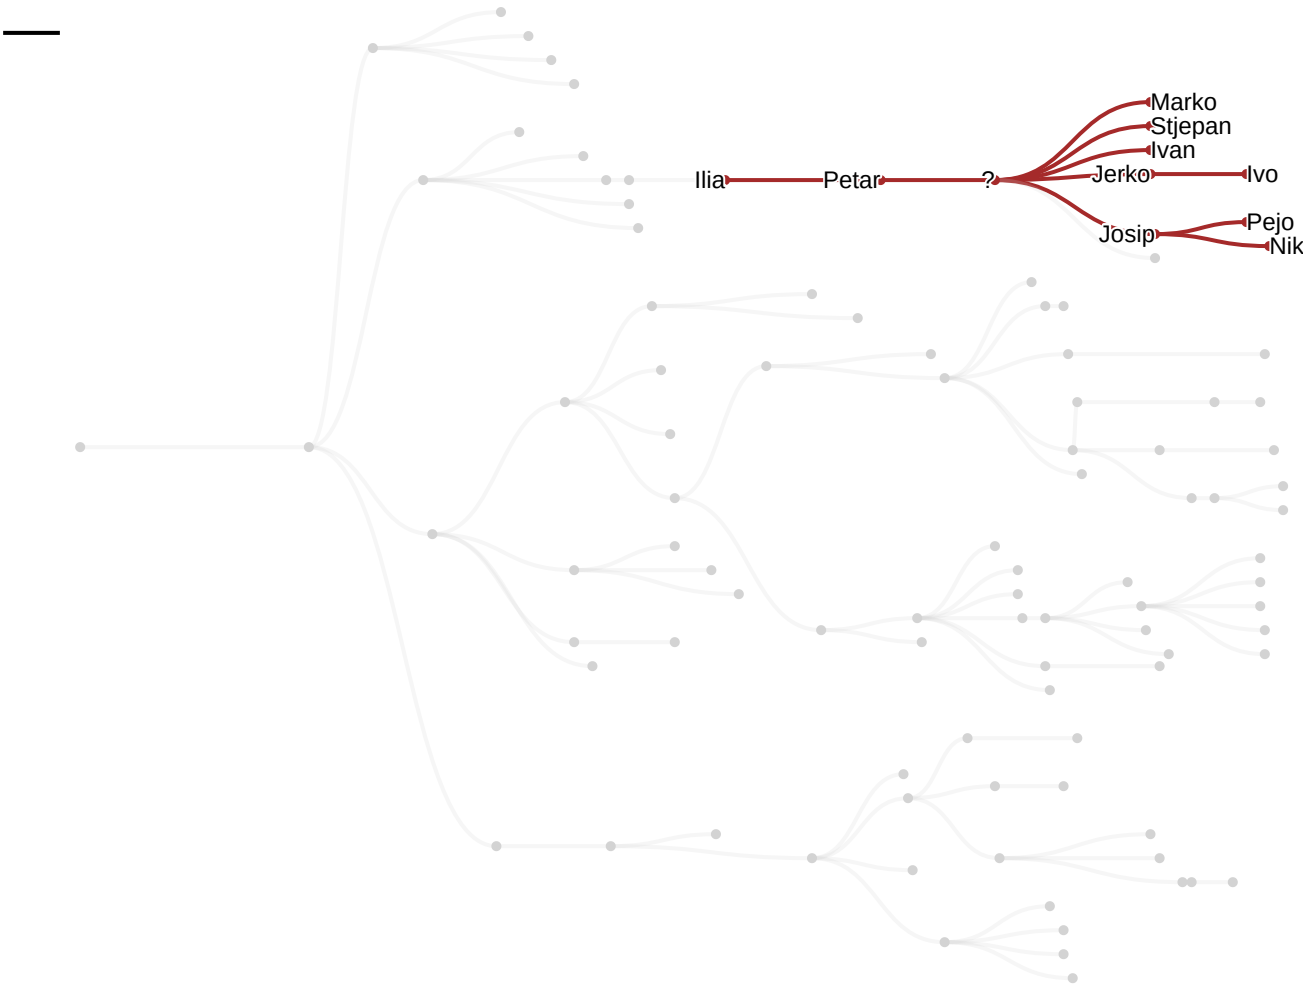 Marko
Stjepan
Ivan
Jerko
Ivo
Ilia
Petar
?
Josip
Pejo
Nik